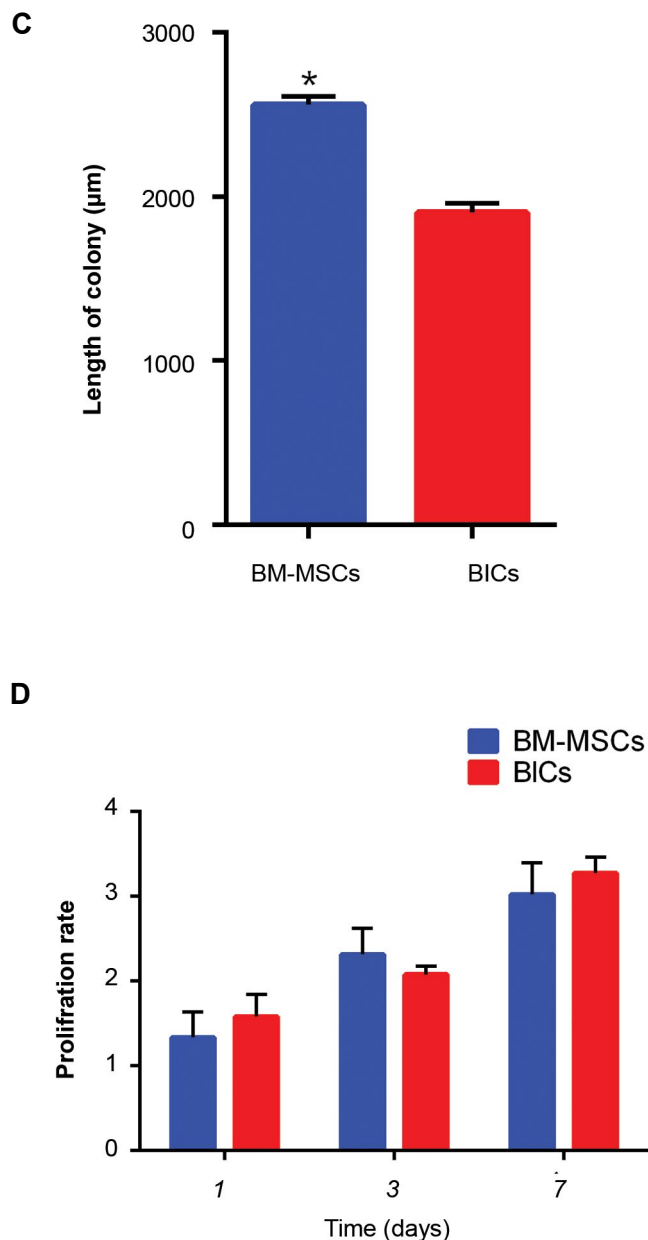 C
3000
*
2000
1000
0
Length of colony (µm)
BM-MSCs BICs
D
BM-MSCs
BICs
4
3
2
1
0
Prolifration rate
1 3 7
Time (days)